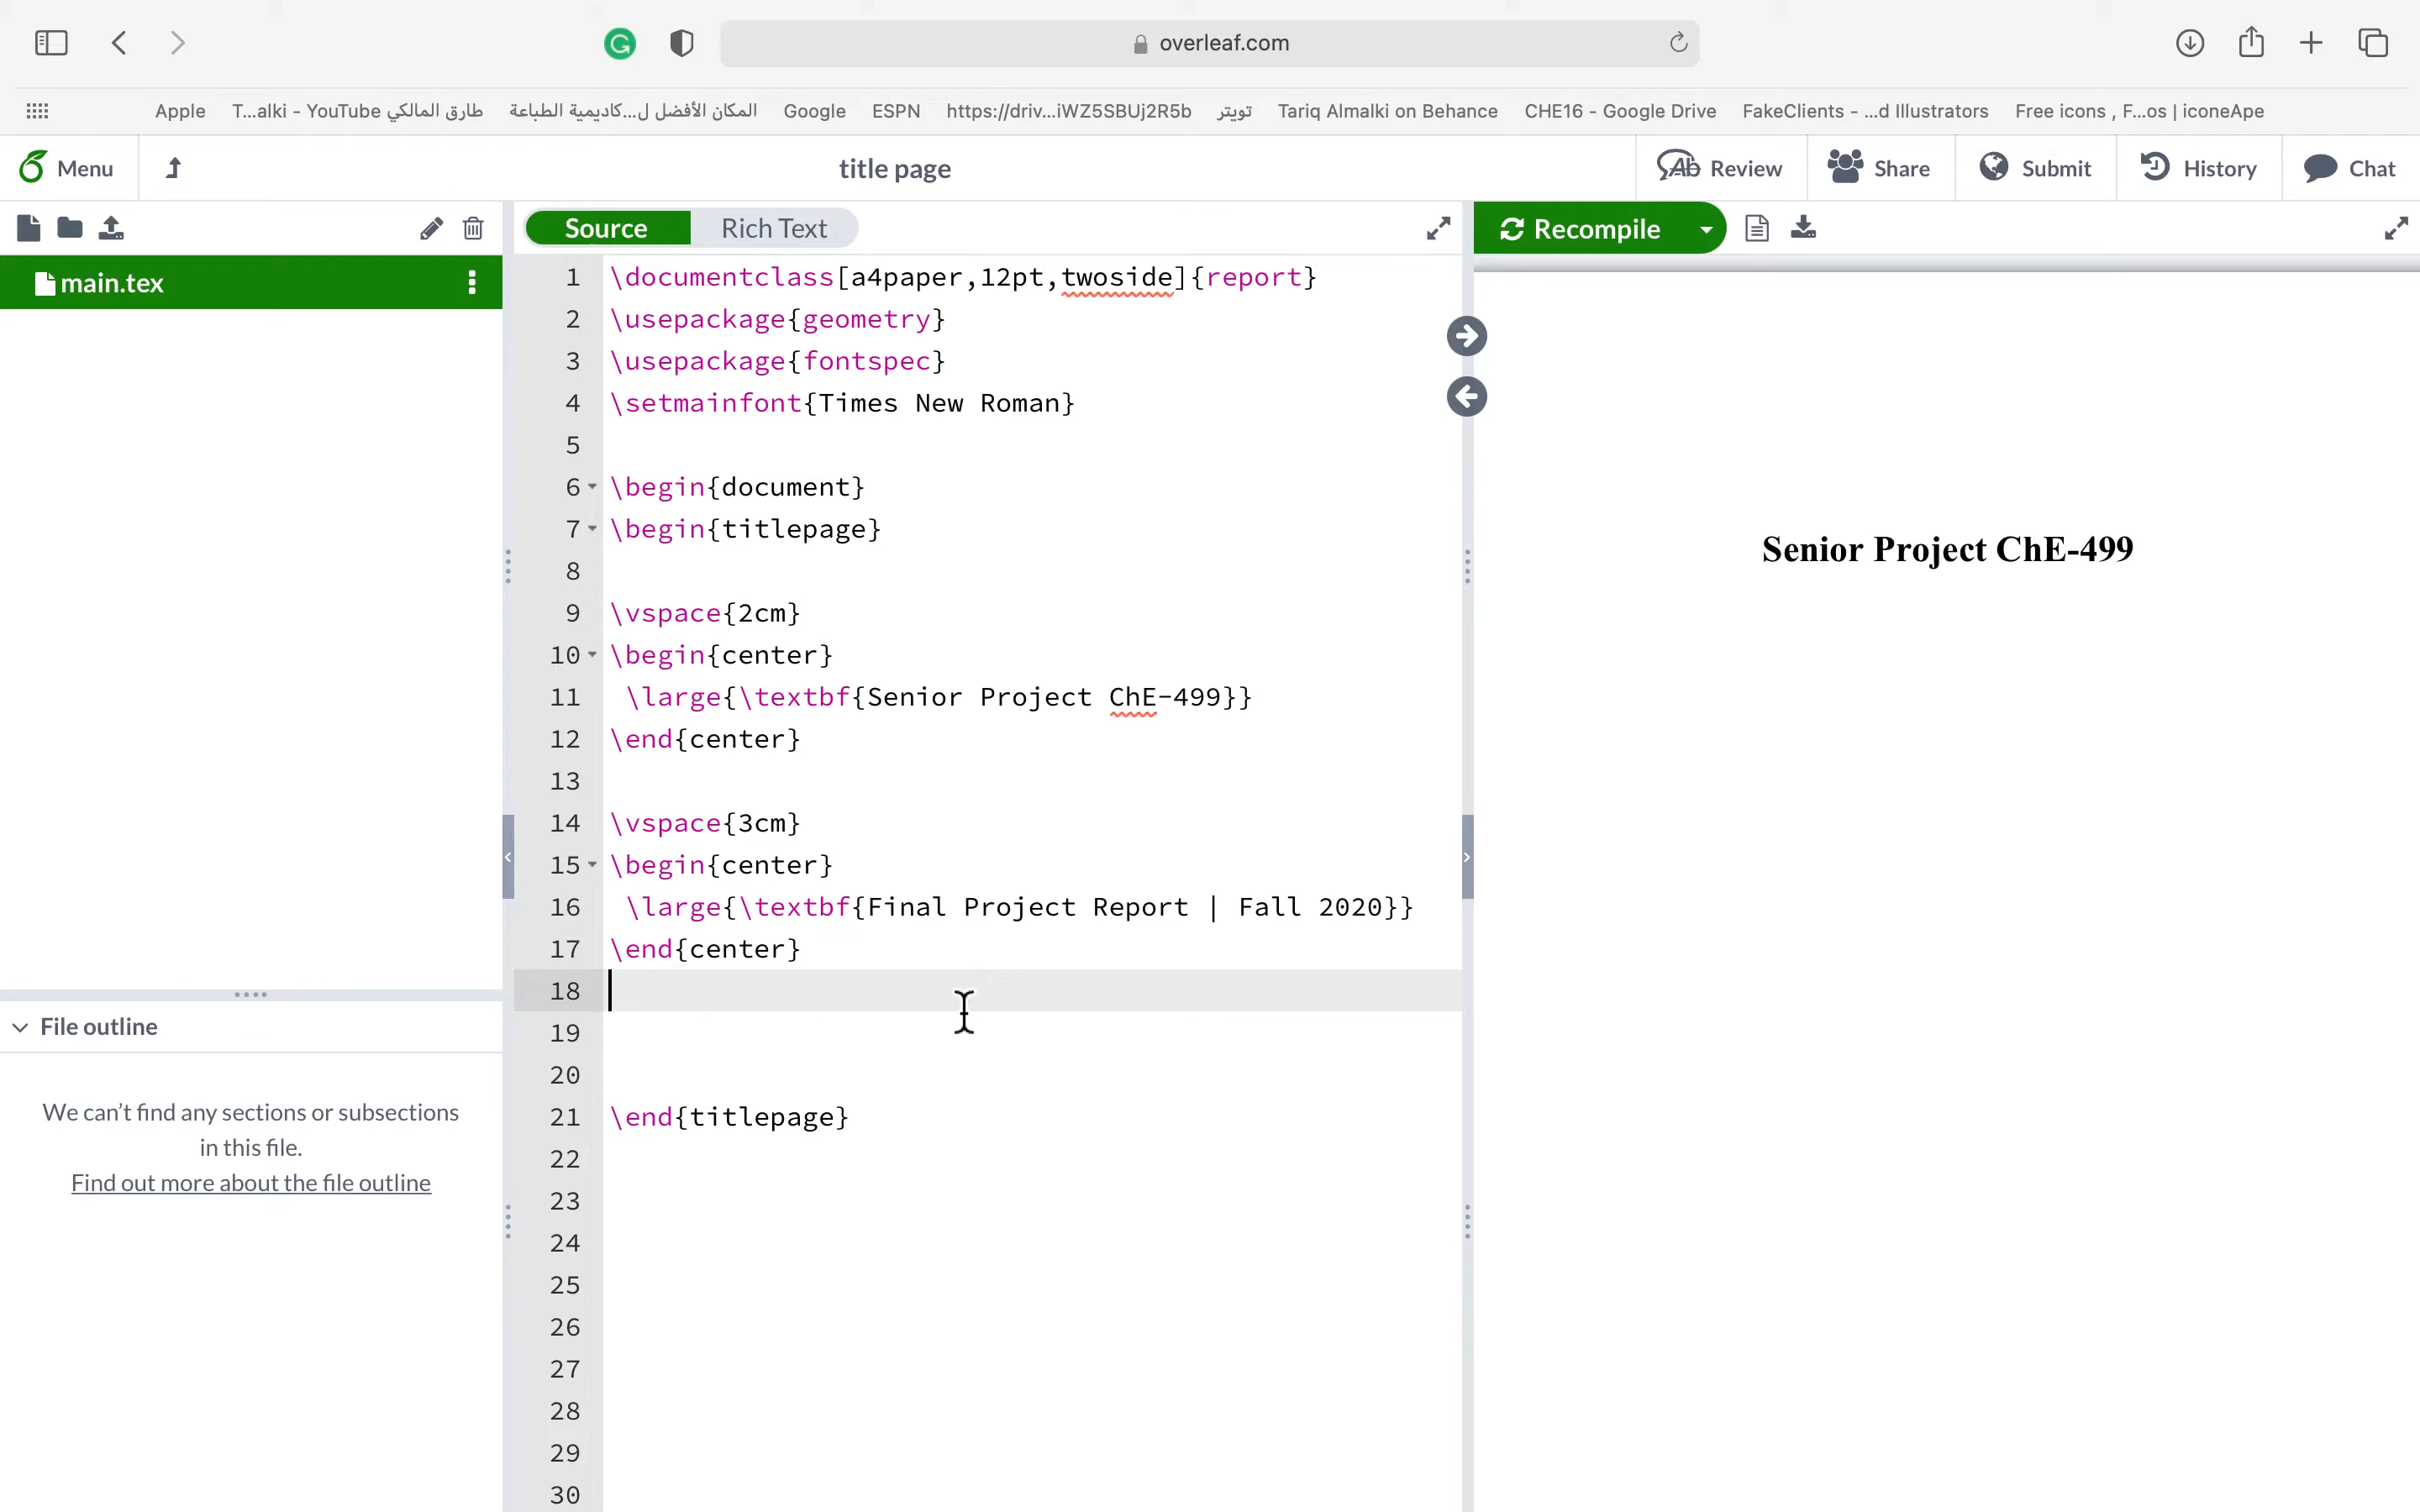 overleaf.com
Apple T...alki - YouTube طارق المالكي المكان الأفضل ل...كاديمية الطباعة Google ESPN https://driv...iWZ5SBUj2R5b تويتر Tariq Almalki on Behance CHE16 - Google Drive FakeClients - ...d Illustrators Free icons , F...os | iconeApe
Menu title page Review Share Submit History Chat
Source Rich Text Recompile
main.tex
1 \documentclass[a4paper,12pt,twoside]{report}
2 \usepackage{geometry}
3 \usepackage{fontspec}
4 \setmainfont{Times New Roman}
5
6 \begin{document}
7 \begin{titlepage}
8
9 \vspace{2cm}
10 \begin{center}
11 \large{\textbf{Senior Project ChE-499}}
12 \end{center}
13
14 \vspace{3cm}
15 \begin{center}
16 \large{\textbf{Final Project Report | Fall 2020}}
17 \end{center}
18
19
20
21 \end{titlepage}
22
23
24
25
26
27
28
29
30
File outline
We can't find any sections or subsections
in this file.
Find out more about the file outline
Senior Project ChE-499